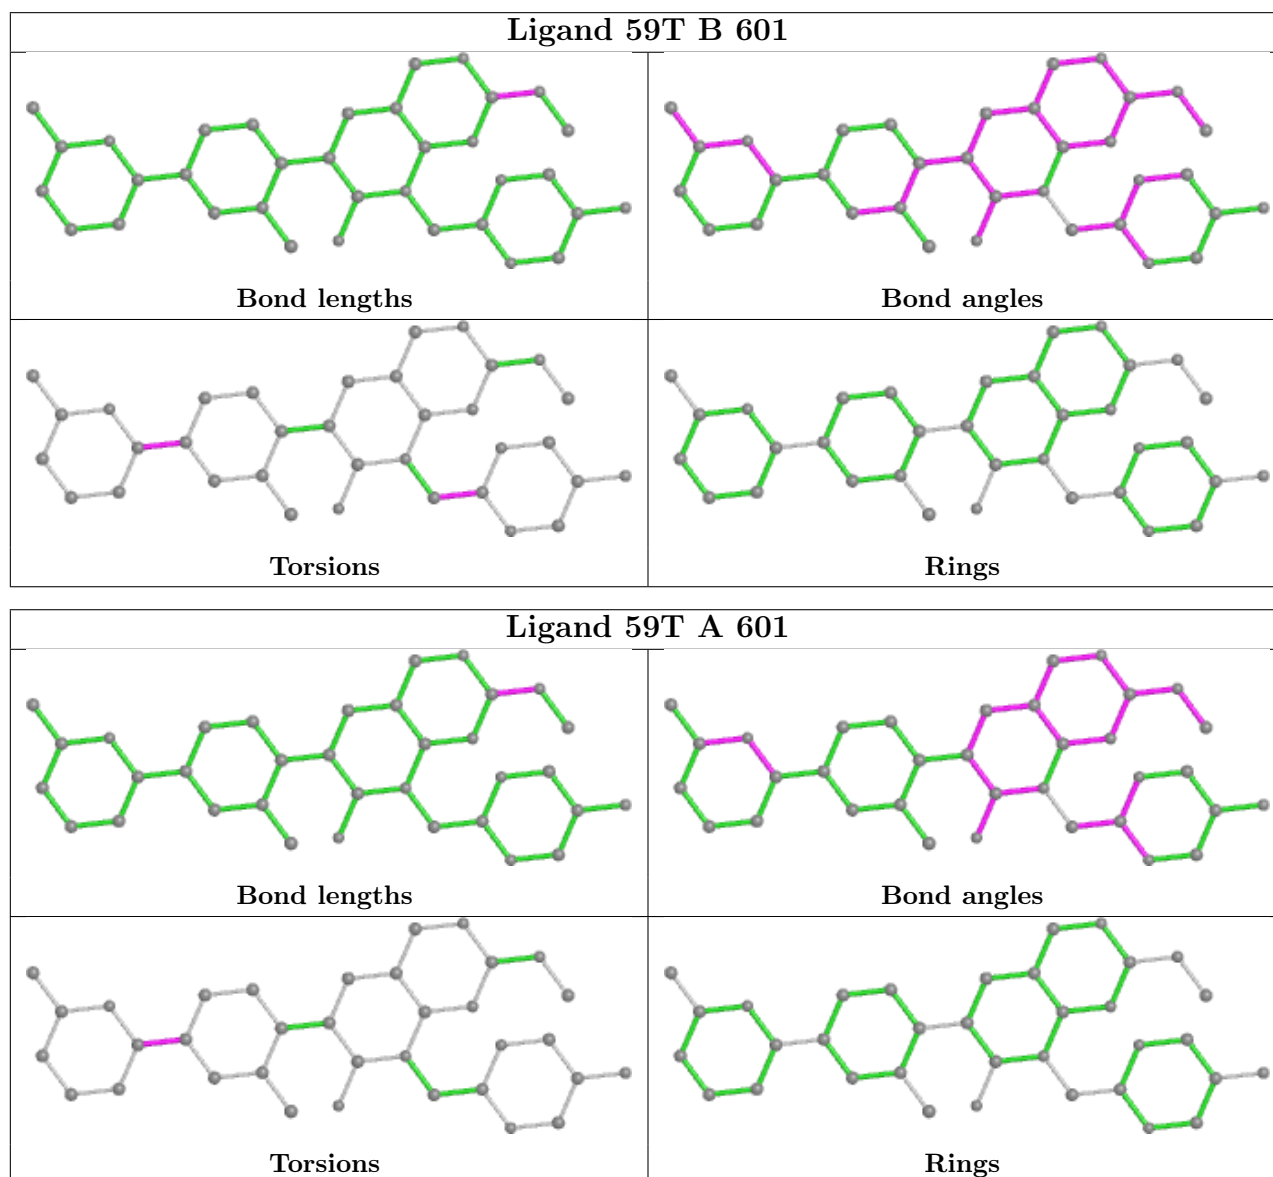 Ligand 59T B 601
Bond lengths
Bond angles
Torsions
Rings
Ligand 59T A 601
Bond lengths
Bond angles
Torsions
Rings